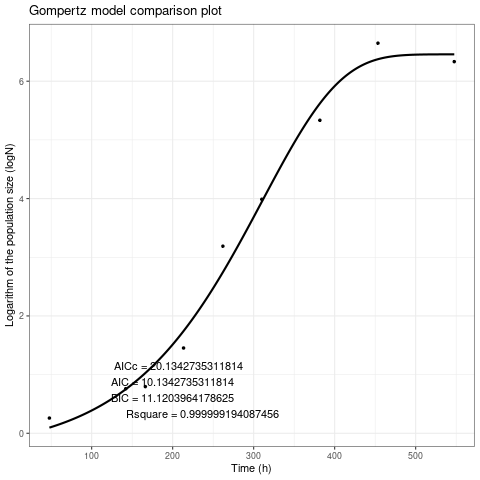 Gompertz model comparison plot
Logarithm of the population size (logN)
6
4
2
0
AICc = 20.1342735311814
AIC = 10.1342735311814
BIC = 11.1203964178625
Rsquare = 0.999999194087456
100 200 300 400 500
Time (h)